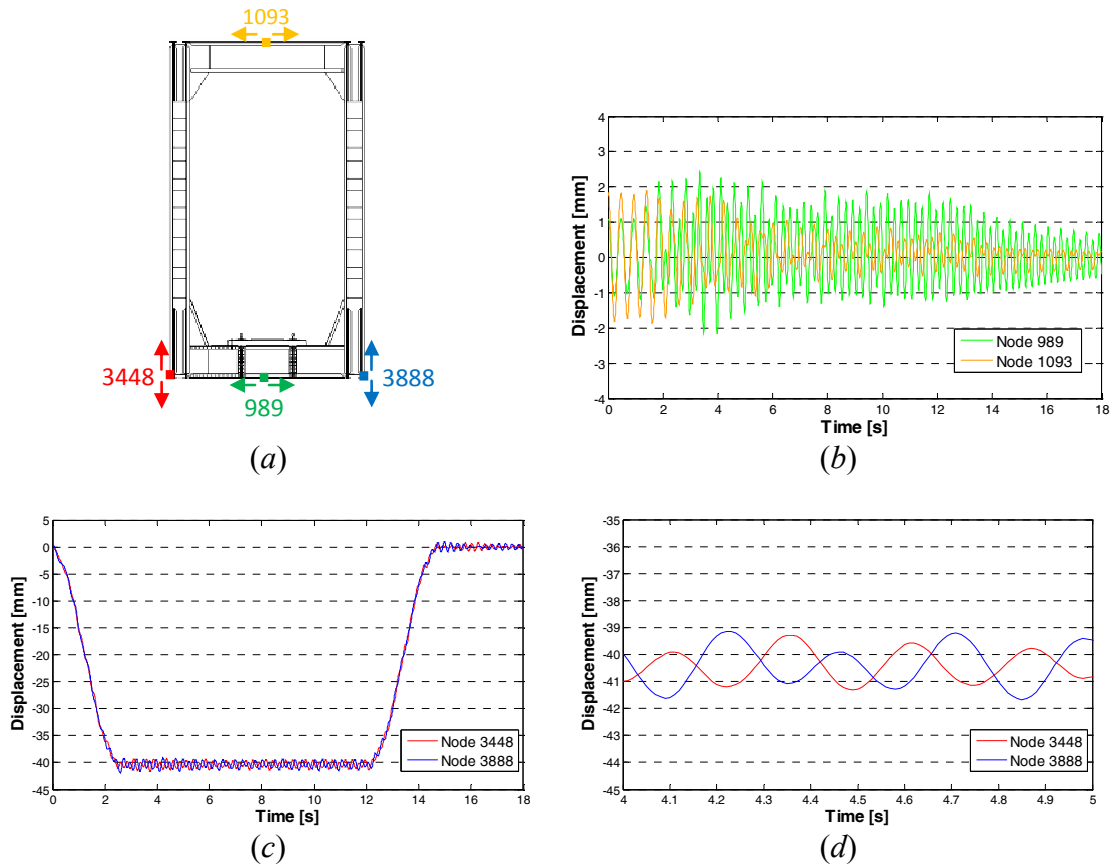 1093
3448
3888
989
(a)
4
3
2
1
0
-1
-2
-3
-4
Displacement [mm]
Node 989
Node 1093
0 2 4 6 8 10 12 14 16 18
Time [s]
(b)
5
0
-5
-10
-15
-20
-25
-30
-35
-40
-45
Displacement [mm]
Node 3448
Node 3888
0 2 4 6 8 10 12 14 16 18
Time [s]
(c)
-35
-36
-37
-38
-39
-40
-41
-42
-43
-44
-45
Displacement [mm]
Node 3448
Node 3888
4 4.1 4.2 4.3 4.4 4.5 4.6 4.7 4.8 4.9 5
Time [s]
(d)